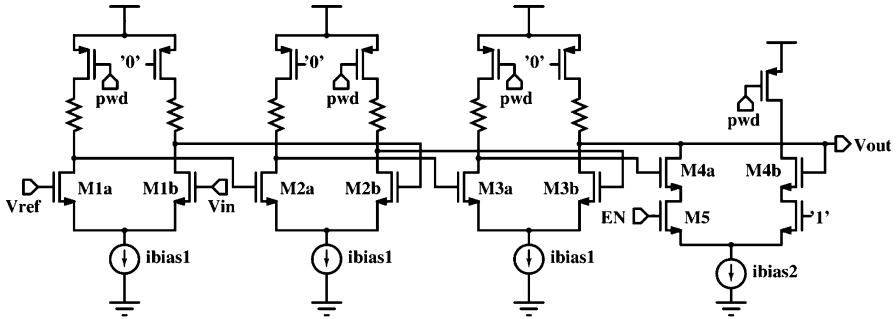 '0' '0' '0'
pwd pwd pwd pwd
Vout
M1a M1b M2a M2b M3a M3b M4a M4b
Vref Vin EN M5 '1'
ibias1 ibias1 ibias1 ibias2